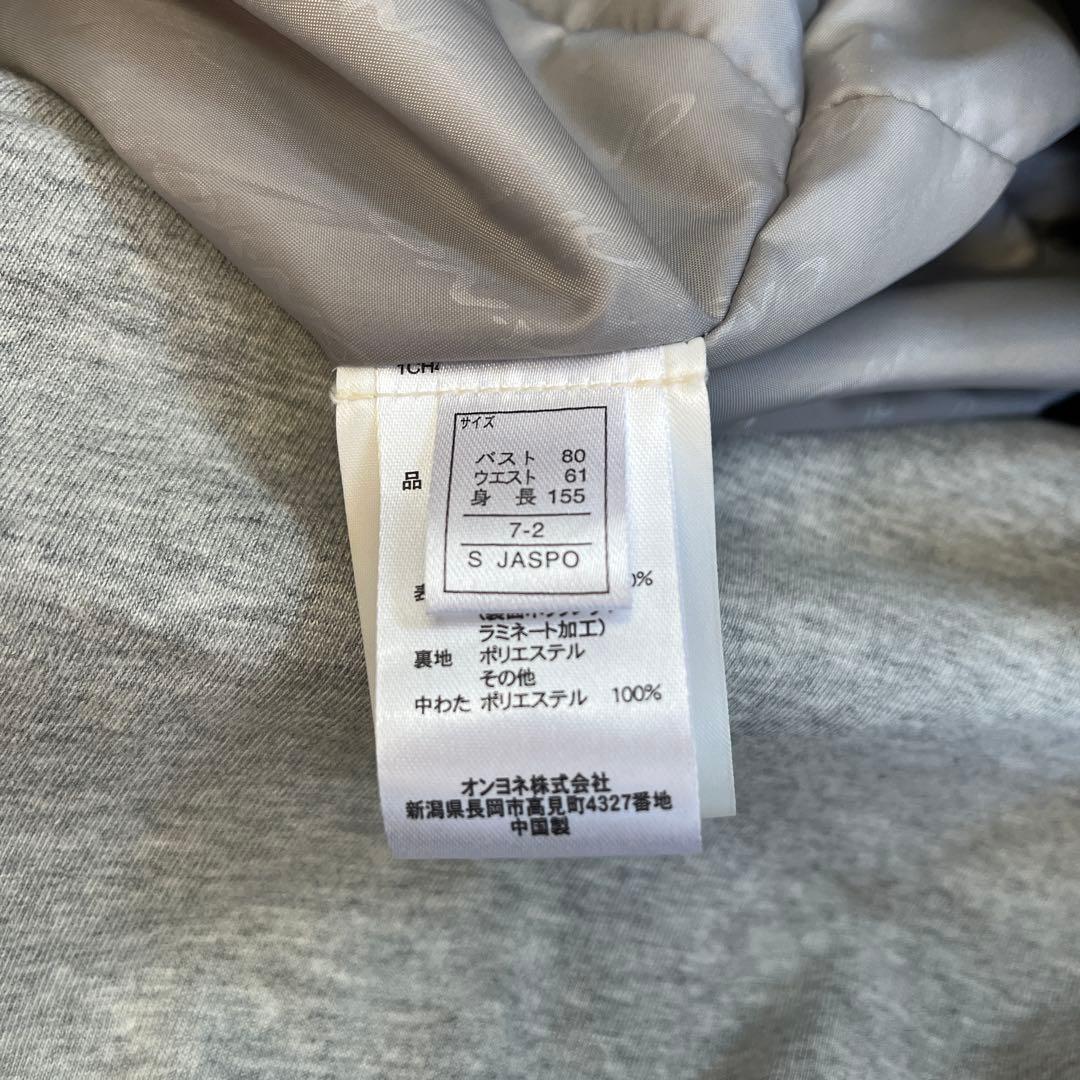 1CH
サイズ
バスト 80
ウエスト 61
身長 155
7-2
S JASPO
品
表 0%
ラミネート加工)
裏地 ポリエステル
その他
中わた ポリエステル 100%
オンヨネ株式会社
新潟県長岡市高見町4327番地
中国製